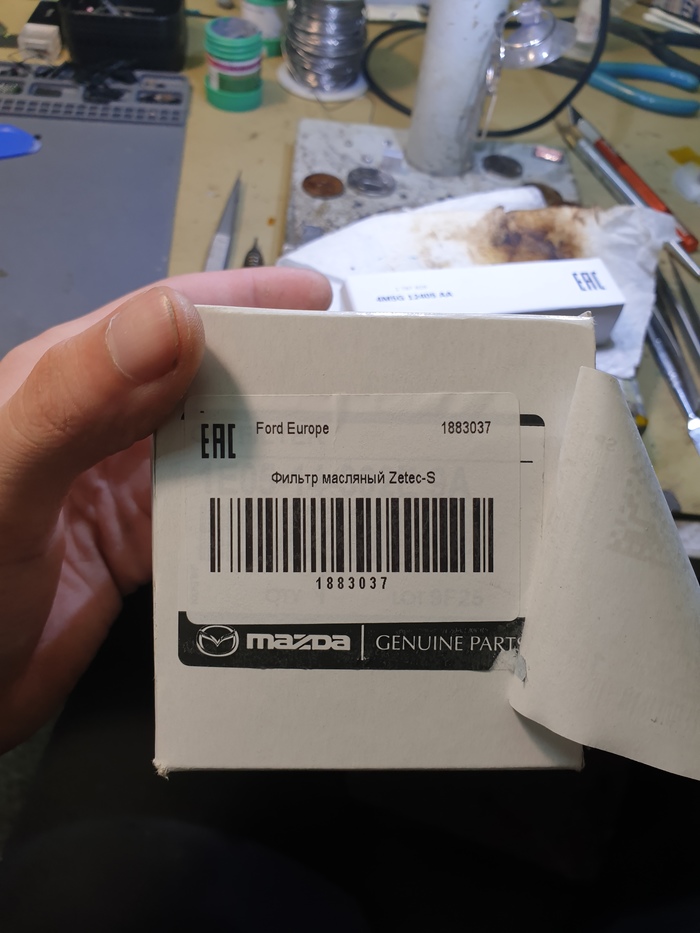 EAC
EAC
Ford Europe 1883037
Фильтр масляный Zetec-S
1883037
mazda GENUINE PARTS